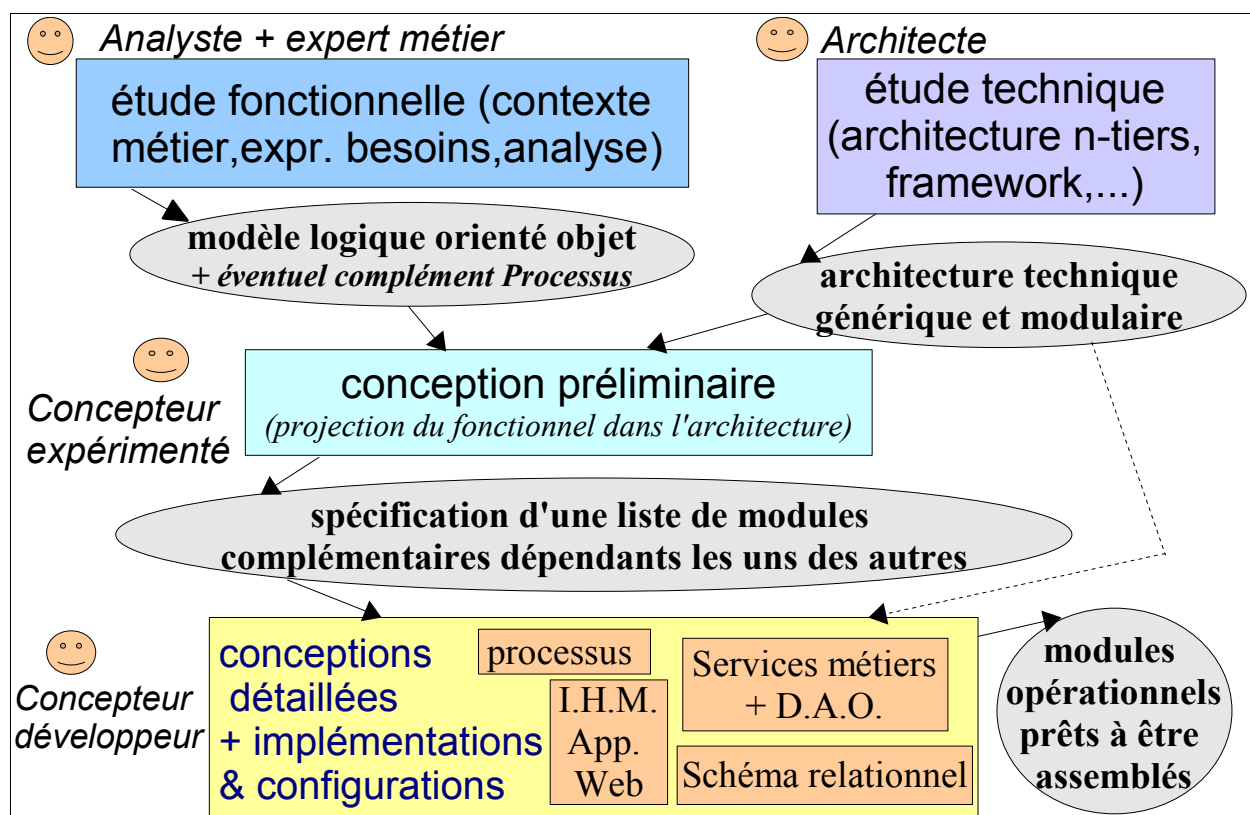 Analyste + expert métier
étude fonctionnelle (contexte
métier,expr. besoins,analyse)
Architecte
étude technique
(architecture n-tiers,
framework,...)
modèle logique orienté objet
+ éventuel complément Processus
architecture technique
générique et modulaire
Concepteur
expérimenté
conception préliminaire
(projection du fonctionnel dans l'architecture)
spécification d'une liste de modules
complémentaires dépendants les uns des autres
Concepteur
développeur
conceptions
détaillées
+ implémentations
& configurations
processus
I.H.M.
App.
Web
Services métiers
+ D.A.O.
Schéma relationnel
modules
opérationnels
prêts à être
assemblés